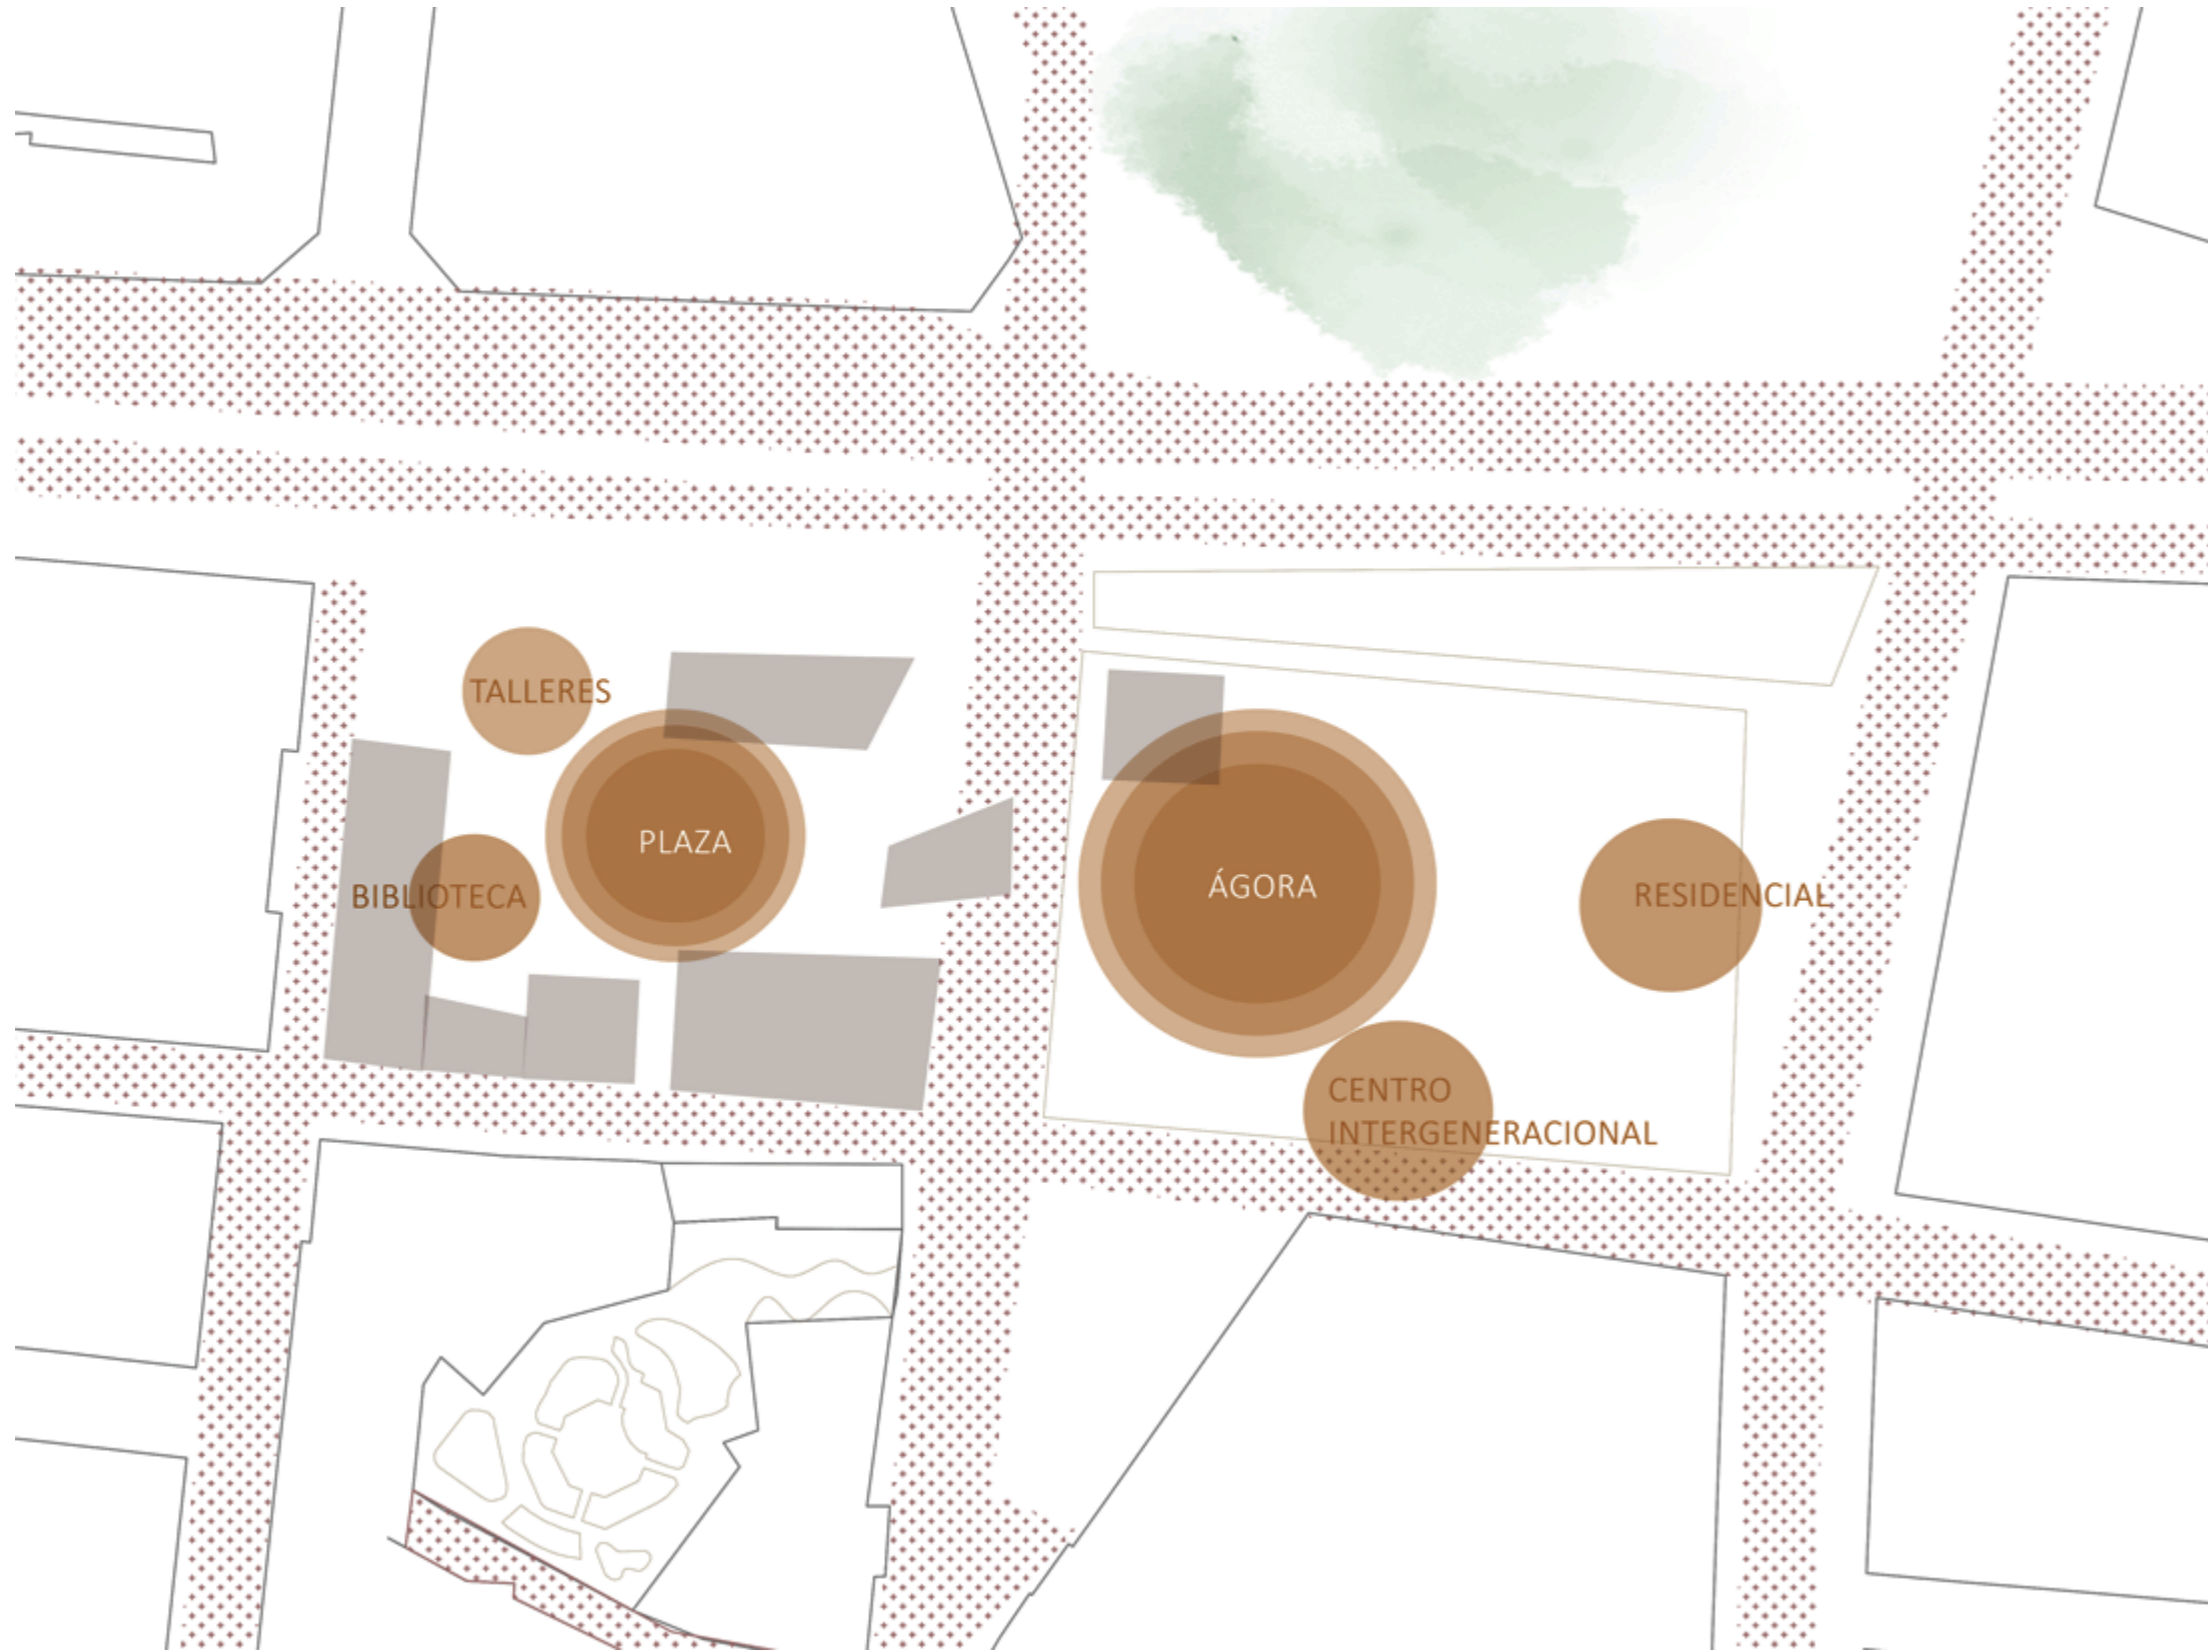 TALLERES
PLAZA
BIBLIOTECA
ÁGORA
RESIDENCIAL
CENTRO
INTERGENERACIONAL